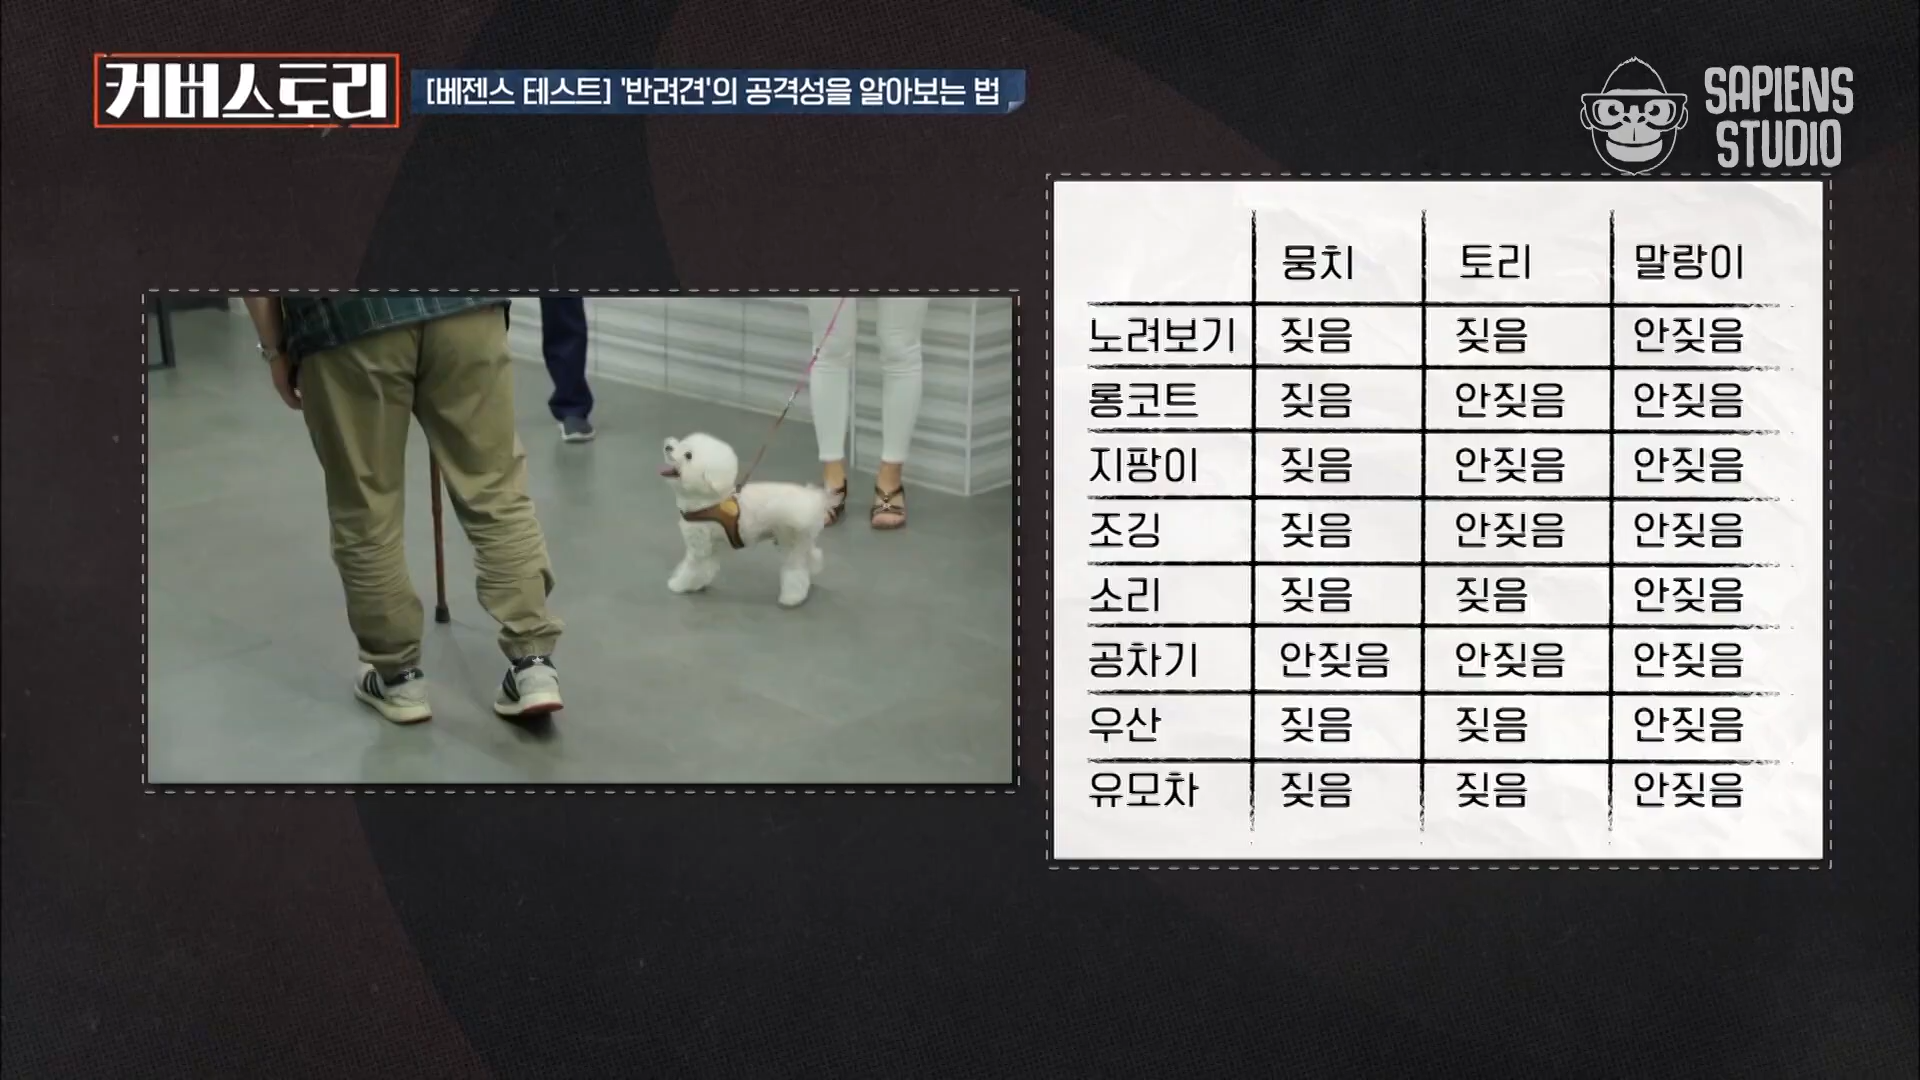 커버스토리
[베젠스 테스트] '반려견'의 공격성을 알아보는 법
SAPIENS
STUDIO
뭉치 토리 말랑이
노려보기 짖음 짖음 안짖음
롱코트 짖음 안짖음 안짖음
지팡이 짖음 안짖음 안짖음
조깅 짖음 안짖음 안짖음
소리 짖음 짖음 안짖음
공차기 안짖음 안짖음 안짖음
우산 짖음 짖음 안짖음
유모차 짖음 짖음 안짖음